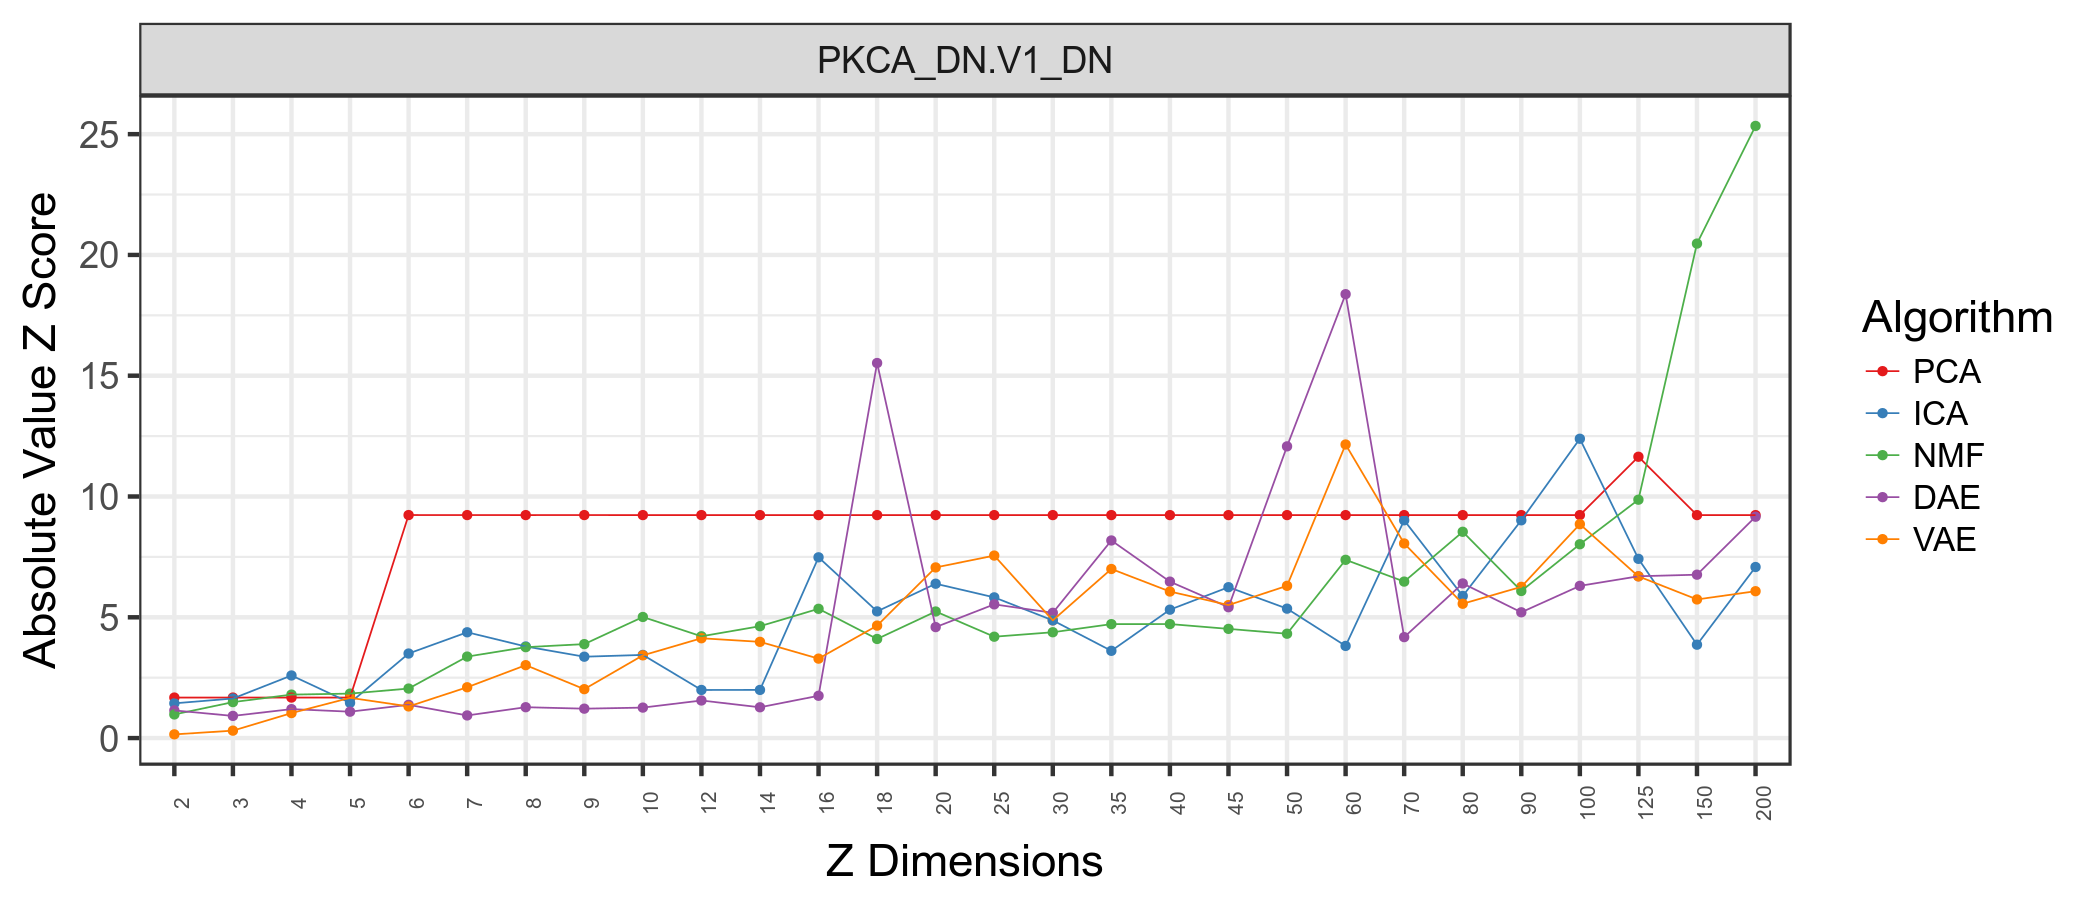 PKCA_DN.V1_DN
Absolute Value Z Score
25
20
15
10
5
0
2 3 4 5 6 7 8 9 10 12 14 16 18 20 25 30 35 40 45 50 60 70 80 90 100 125 150 200
Z Dimensions
Algorithm
PCA
ICA
NMF
DAE
VAE